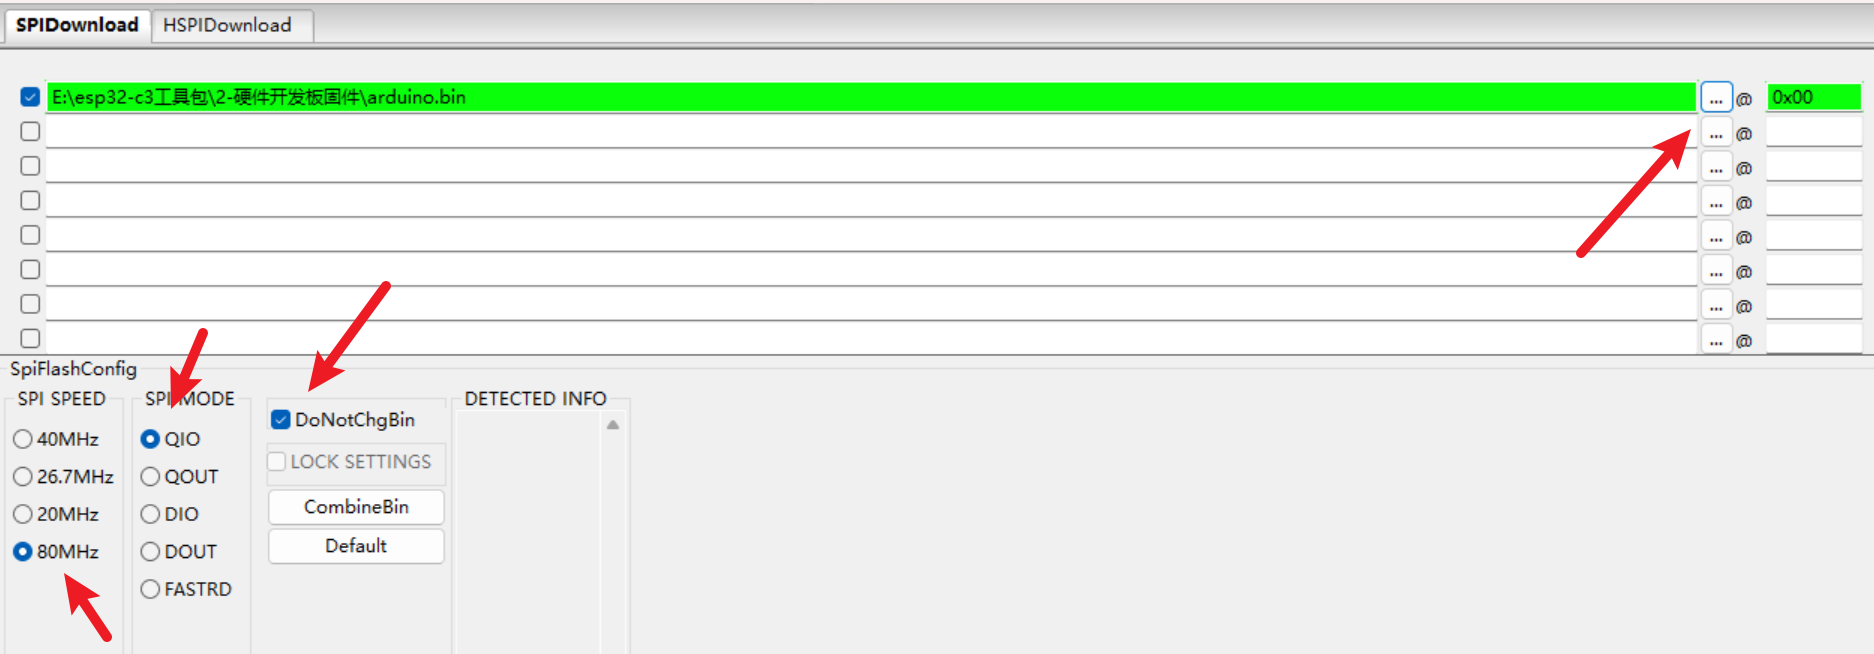 SPIDownload HSPIDownload
E:\esp32-c3工具包\2-硬件开发板固件\arduino.bin ... @ 0x00
... @
... @
... @
... @
... @
... @
... @
SpiFlashConfig
SPI SPEED
40MHz
26.7MHz
20MHz
80MHz
SPI MODE
QIO
QOUT
DIO
DOUT
FASTRD
DoNotChgBin
LOCK SETTINGS
CombineBin
Default
DETECTED INFO